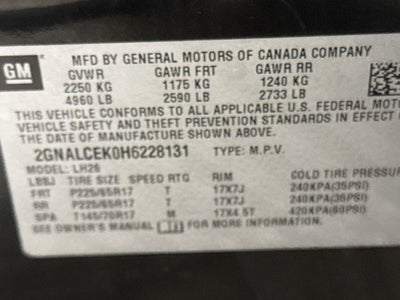 GM
MFD BY GENERAL MOTORS OF CANADA COMPANY
GVWR GAWR FRT GAWR RR
2250 KG 1175 KG 1240 KG
4960 LB 2590 LB 2733 LB
THIS VEHICLE CONFORMS TO ALL APPLICABLE U.S. FEDERAL MOTOR
VEHICLE SAFETY AND THEFT PREVENTION STANDARDS IN EFFECT
THE DATE OF MANUFACTURE SHOWN ABOVE.
2GNALCEK0H6228131 TYPE: M.P.V.
MODEL: LH26
TIRE SIZE SPEED RTG RIM COLD TIRE PRESSUR
FRT P225/65R17 T 17X7J 240KPA(35PSI)
RR P225/65R17 T 17X7J 240KPA(35PSI)
SPA T145/70R17 M 17X4.5T 420KPA(60PSI)
SEE OWNER'S MANUAL FOR MORE INFORMATION.